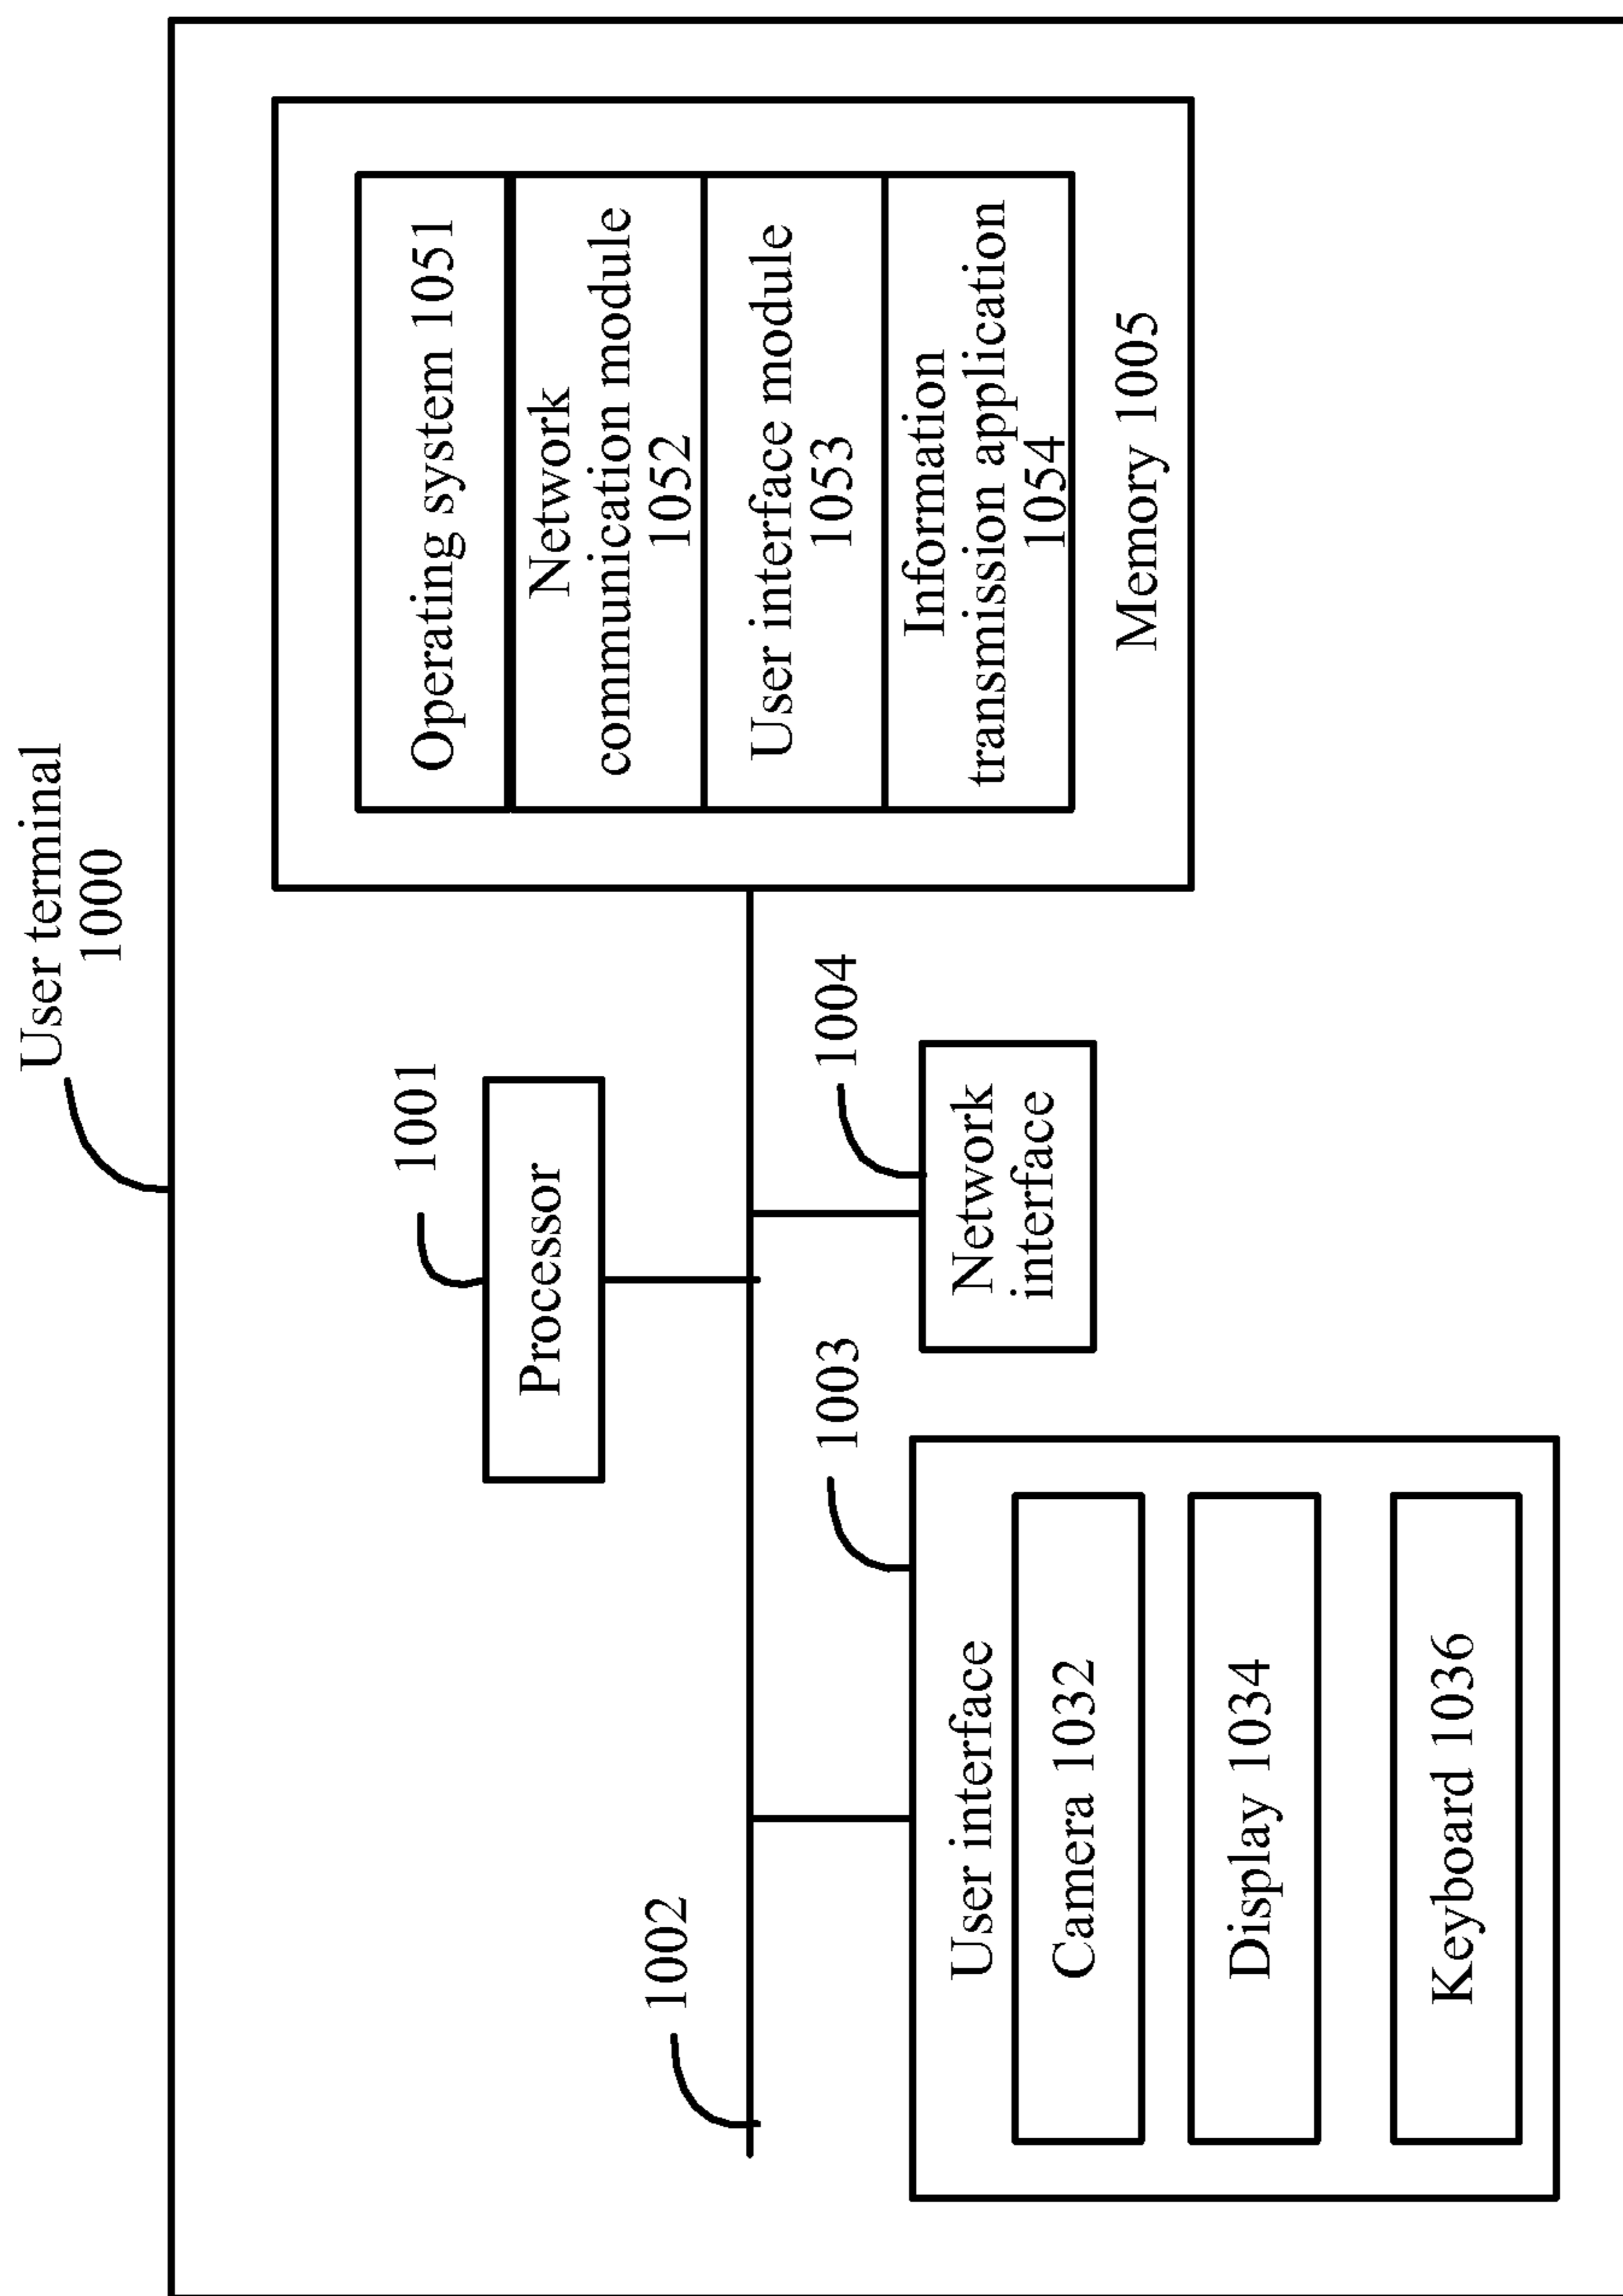 User terminal
1000
1001
Processor
1002
1003
User interface
Camera 1032
Display 1034
Keyboard 1036
1004
Network
interface
Operating system 1051
Network
communication module
1052
User interface module
1053
Information
transmission application
1054
Memory 1005